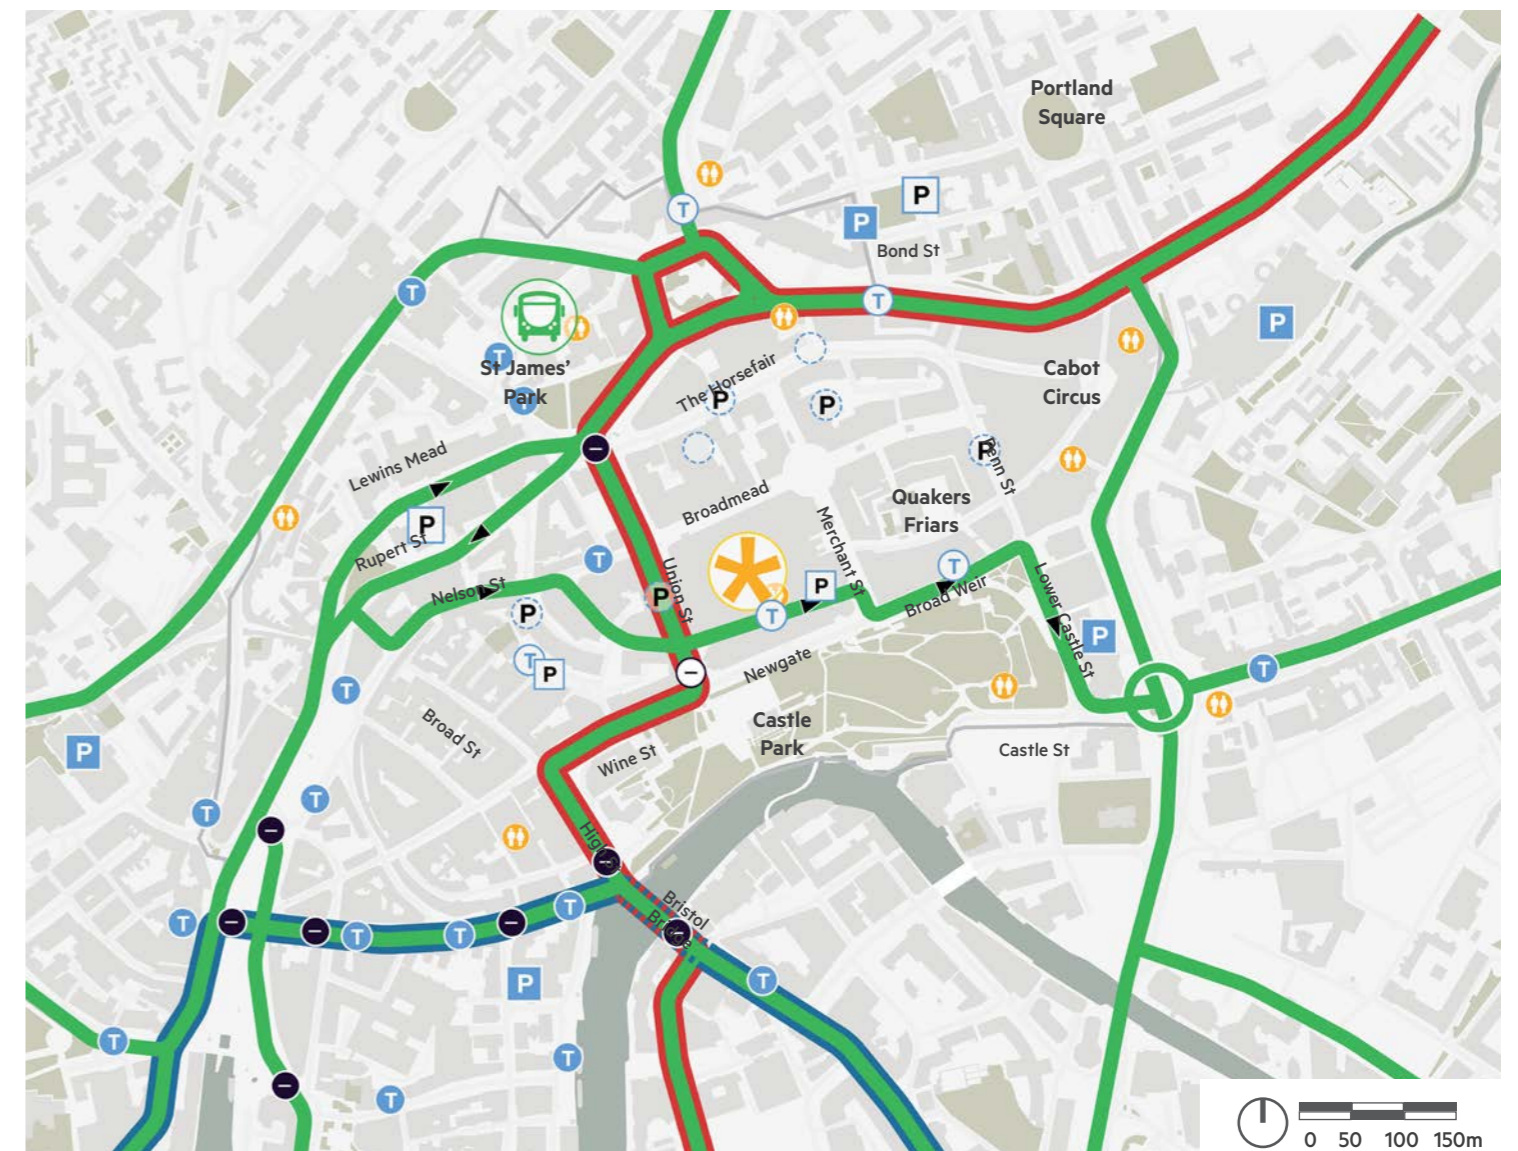 Portland
Square
T
P
P
Bond St
T
T
P
T
St James'
Park
T
The Horsefair
P
P
Cabot
Circus
Lewins Mead
P
Penn St
Broadmead
Quakers
Friars
P
Rupert St
Merchant St
T
Union St
P
Nelson St
P
T
P
T
Broad Weir
Lower Castle St
P
T
P
Newgate
T
T
Broad St
Castle
Park
P
Wine St
Castle St
T
T
High St
Bristol
Bridge
T
T
T
T
P
T
T
T
T
0 50 100 150m